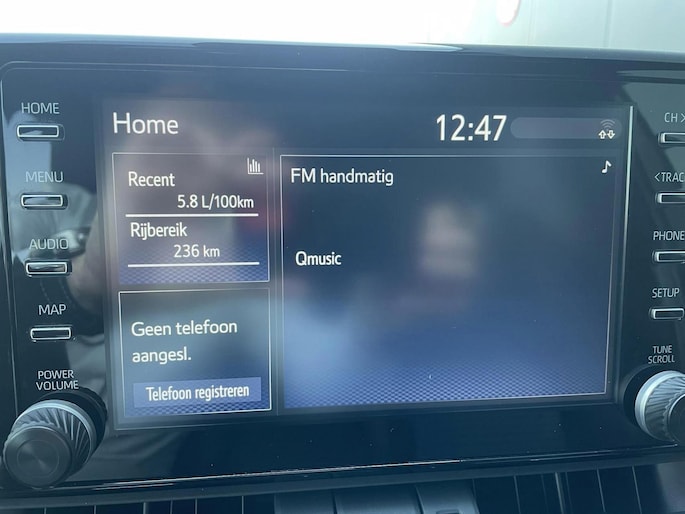 HOME
MENU
AUDIO
MAP
POWER
VOLUME
Home
12:47
Recent
5.8 L/100km
Rijbereik
236 km
Geen telefoon
aangesl.
Telefoon registreren
FM handmatig
Qmusic
CH >
< TRAC
PHONE
SETUP
TUNE
SCROLL